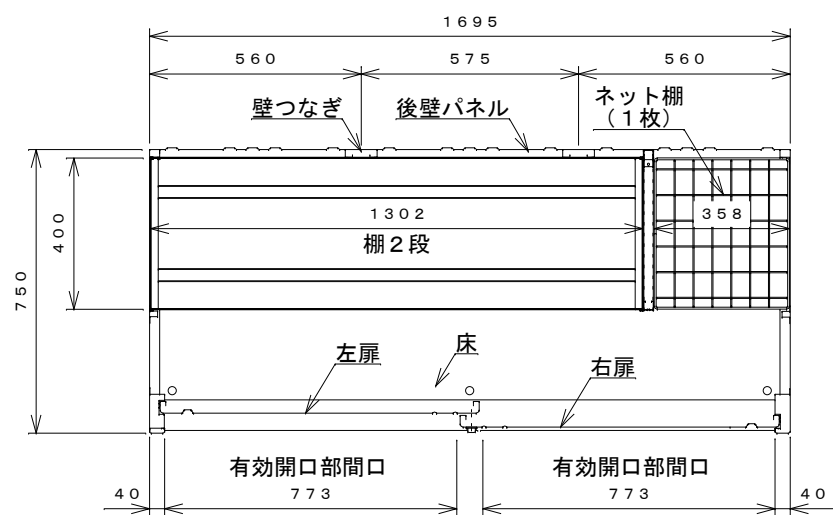 1695
560
575
560
壁つなぎ
後壁パネル
ネット棚
（１枚）
1302
358
棚２段
400
750
左扉
床
右扉
有効開口部間口
有効開口部間口
40
773
773
40